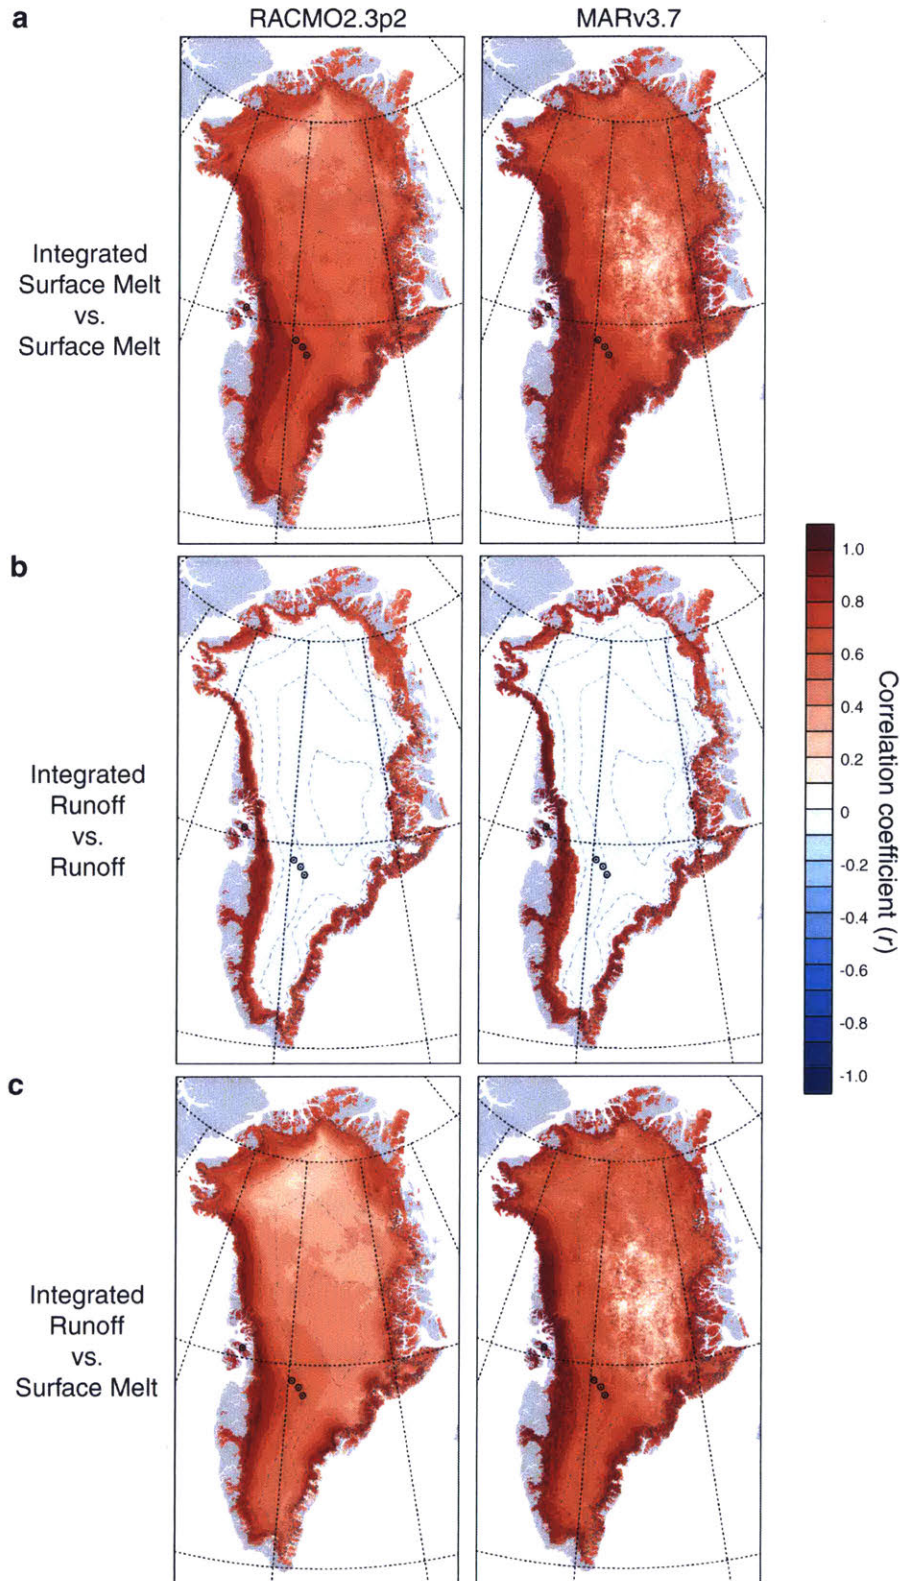 a
RACMO2.3p2
MARv3.7
Integrated
Surface Melt
vs.
Surface Melt
b
Integrated
Runoff
vs.
Runoff
1.0
0.8
0.6
0.4
0.2
0
-0.2
-0.4
-0.6
-0.8
-1.0
Correlation coefficient (r)
c
Integrated
Runoff
vs.
Surface Melt